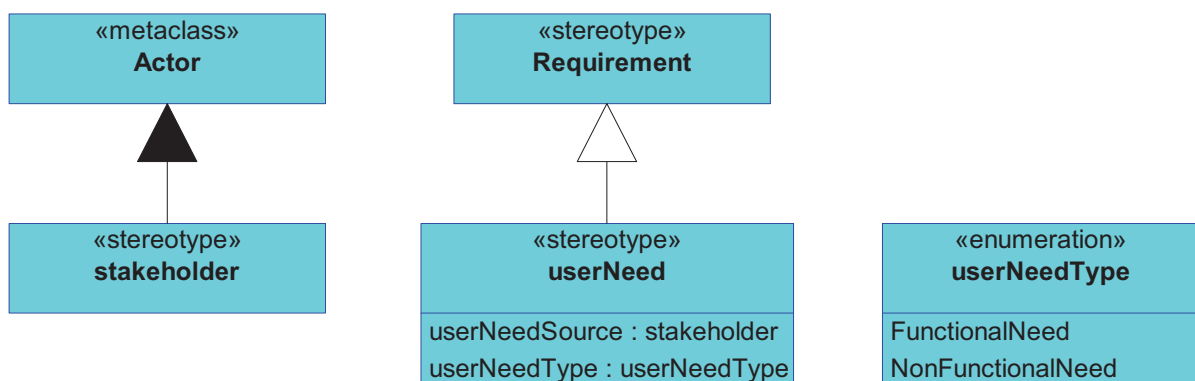 «metaclass»
Actor
«stereotype»
Requirement
«stereotype»
stakeholder
«stereotype»
userNeed
userNeedSource : stakeholder
userNeedType : userNeedType
«enumeration»
userNeedType
FunctionalNeed
NonFunctionalNeed